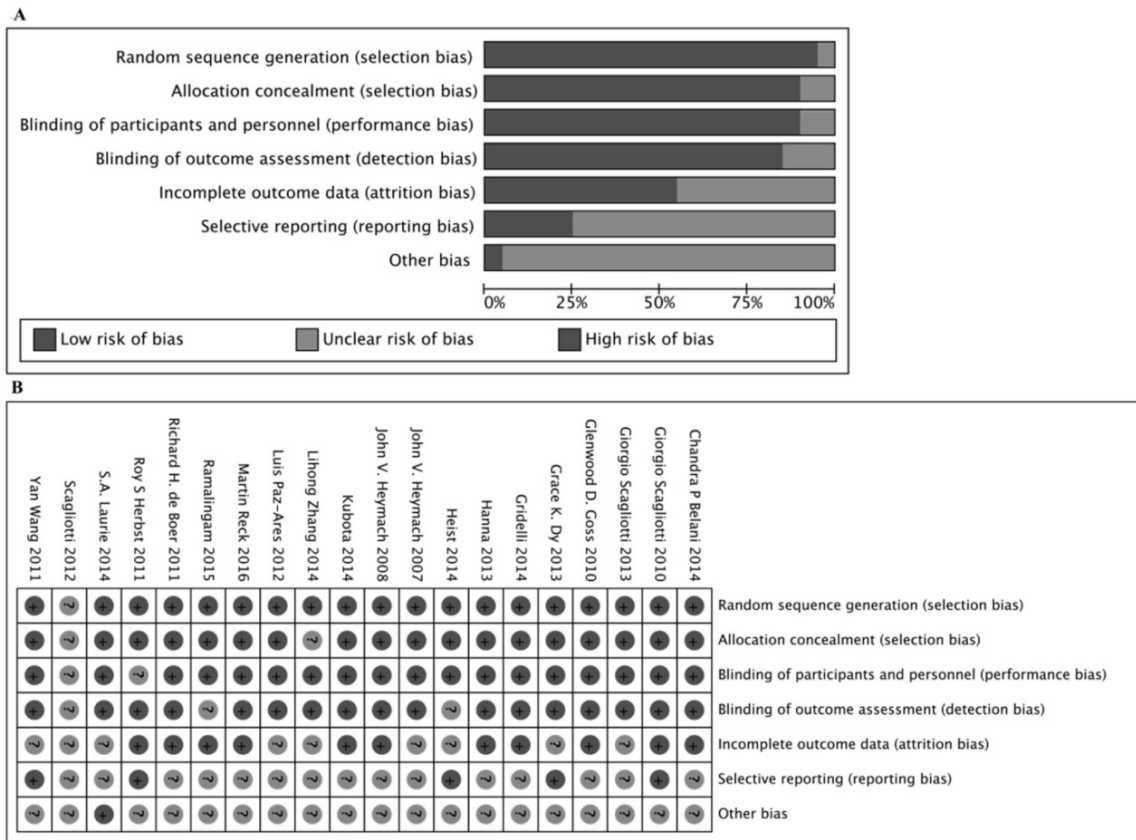 A
Random sequence generation (selection bias)
Allocation concealment (selection bias)
Blinding of participants and personnel (performance bias)
Blinding of outcome assessment (detection bias)
Incomplete outcome data (attrition bias)
Selective reporting (reporting bias)
Other bias
0% 25% 50% 75% 100%
Low risk of bias Unclear risk of bias High risk of bias
B
Yan Wang 2011
Scagliotti 2012
S.A. Laurie 2014
Roy S Herbst 2011
Richard H. de Boer 2011
Ramalingam 2015
Martin Reck 2016
Luis Paz-Ares 2012
Lihong Zhang 2014
Kubota 2014
John V. Heymach 2008
John V. Heymach 2007
Heist 2014
Hanna 2013
Gridelli 2014
Grace K. Dy 2013
Glenwood D. Goss 2010
Giorgio Scagliotti 2013
Giorgio Scagliotti 2010
Chandra P Belani 2014
+ ? + + + + + + + + + + + + + + + + + + Random sequence generation (selection bias)
+ ? + + + + + + ? + + + + + + + + + + + Allocation concealment (selection bias)
+ ? + ? + + + + + + + + + + + + + + + + Blinding of participants and personnel (performance bias)
+ ? + + + ? + + + + + + ? + + + + + + + Blinding of outcome assessment (detection bias)
? ? ? + + + + ? ? + + ? ? + + ? + ? + + Incomplete outcome data (attrition bias)
+ ? ? + ? ? ? ? ? ? ? ? + ? ? + ? ? + ? Selective reporting (reporting bias)
? ? + ? ? ? ? ? ? ? ? ? ? ? ? ? ? ? ? ? Other bias